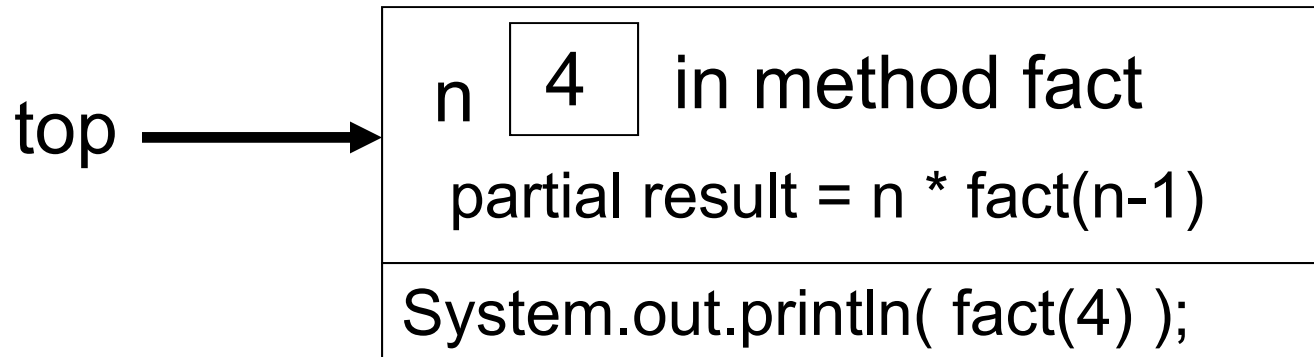 top
n 4 in method fact
partial result = n * fact(n-1)
System.out.println( fact(4) );